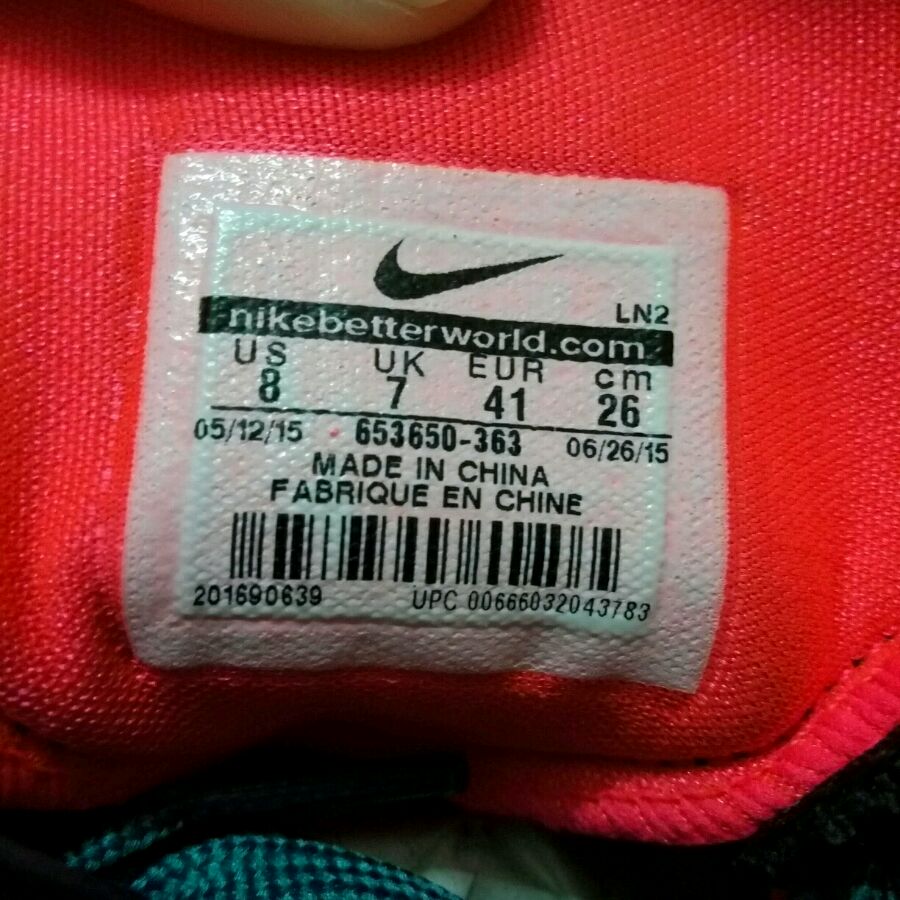 LN2
nikebetterworld.com
US UK EUR cm
8 7 41 26
05/12/15 653650-363 06/26/15
MADE IN CHINA
FABRIQUE EN CHINE
201690639 UPC 00666032043783